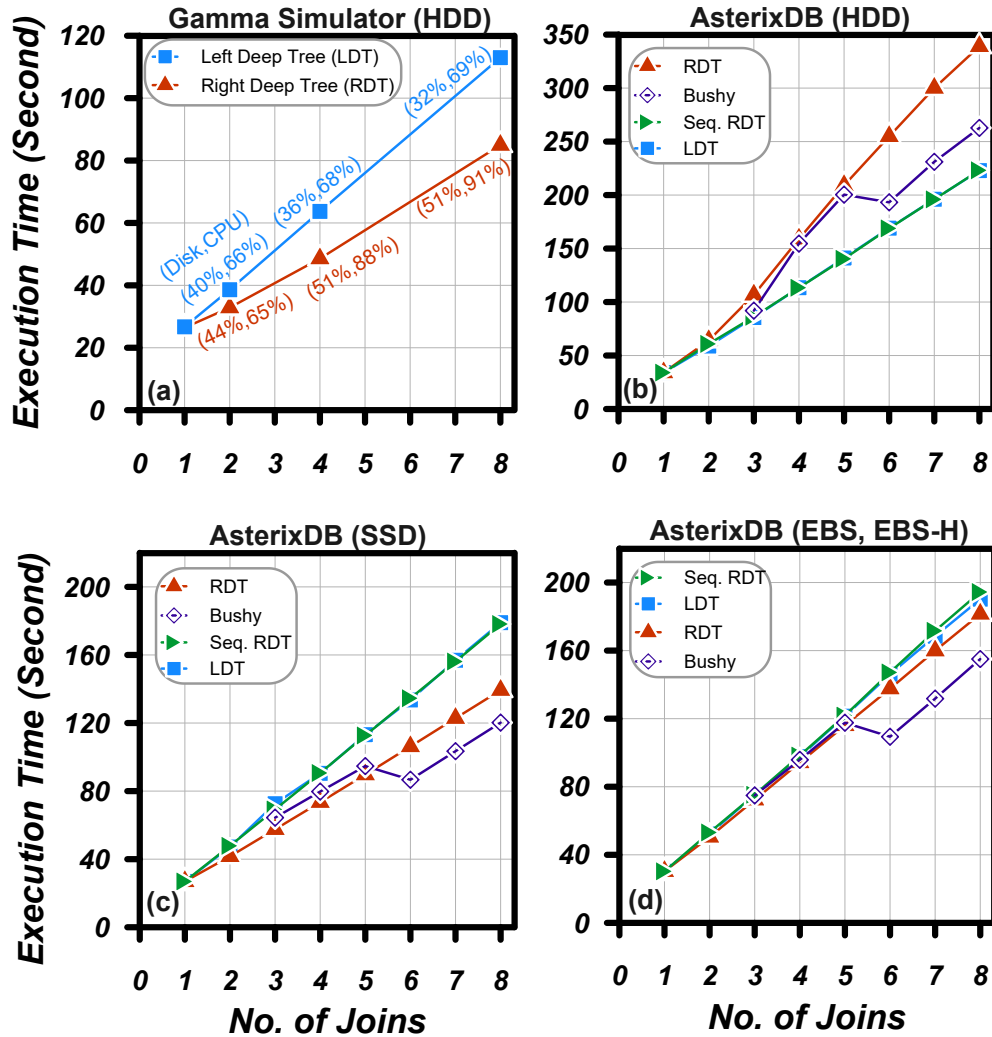 Gamma Simulator (HDD)
Execution Time (Second)
120
100
80
60
40
20
0
Left Deep Tree (LDT)
Right Deep Tree (RDT)
(Disk,CPU)
(40%,66%)
(36%,68%)
(32%,69%)
(44%,65%)
(51%,88%)
(51%,91%)
(a)
0 1 2 3 4 5 6 7 8
AsterixDB (HDD)
350
300
250
200
150
100
50
0
RDT
Bushy
Seq. RDT
LDT
(b)
0 1 2 3 4 5 6 7 8
AsterixDB (SSD)
Execution Time (Second)
200
160
120
80
40
0
RDT
Bushy
Seq. RDT
LDT
(c)
0 1 2 3 4 5 6 7 8
No. of Joins
AsterixDB (EBS, EBS-H)
200
160
120
80
40
0
Seq. RDT
LDT
RDT
Bushy
(d)
0 1 2 3 4 5 6 7 8
No. of Joins